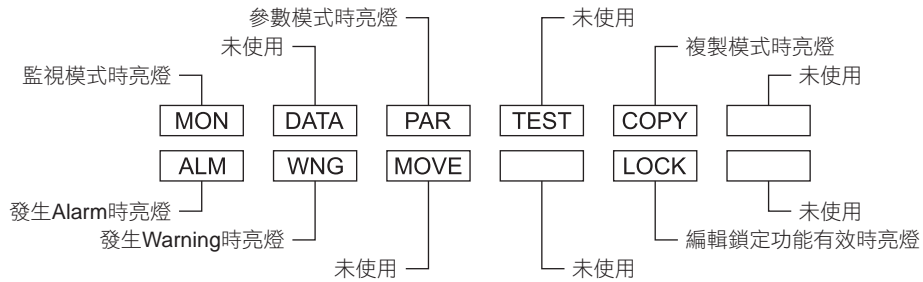 參數模式時亮燈
未使用
未使用
複製模式時亮燈
監視模式時亮燈
未使用
MON DATA PAR TEST COPY
ALM WNG MOVE LOCK
發生Alarm時亮燈
未使用
發生Warning時亮燈
編輯鎖定功能有效時亮燈
未使用
未使用